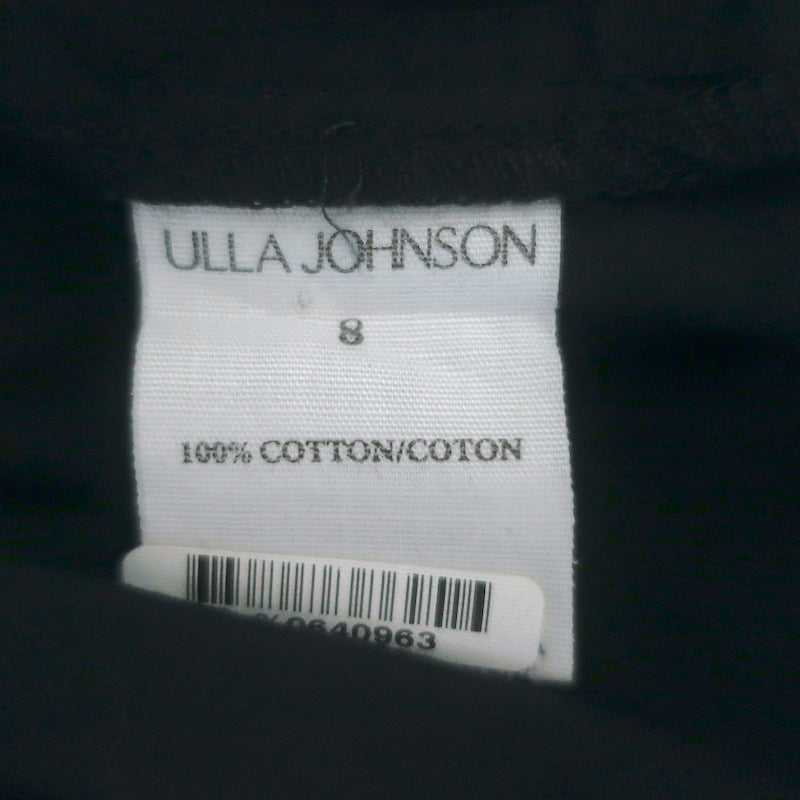 ULLA JOHNSON
8
100% COTTON/COTON
%0640963